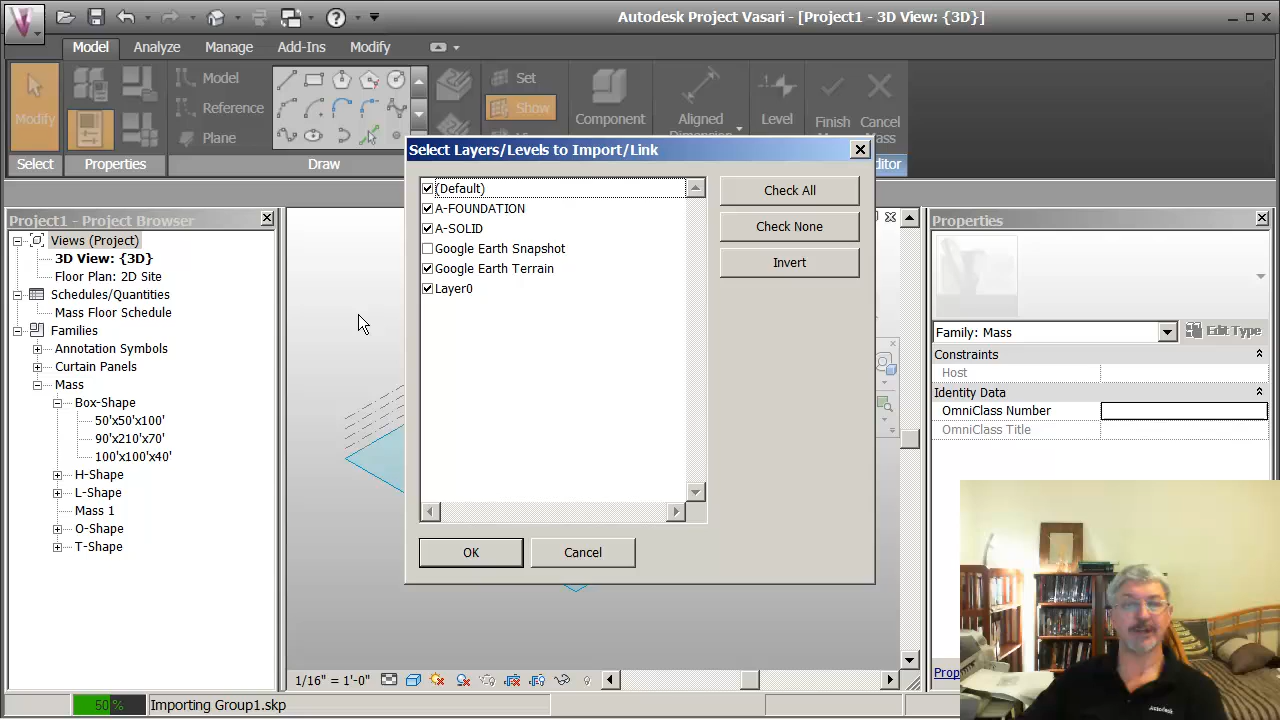 Autodesk Project Vasari - [Project1 - 3D View: {3D}]
Model Analyze Manage Add-Ins Modify
Modify
Model
Reference
Plane
Set
Show
Component
Aligned
Level
Finish
Cancel
Mass
Select Properties Draw
Select Layers/Levels to Import/Link
(Default)
A-FOUNDATION
A-SOLID
Google Earth Snapshot
Google Earth Terrain
Layer0
Check All
Check None
Invert
OK
Cancel
Project1 - Project Browser
Views (Project)
3D View: {3D}
Floor Plan: 2D Site
Schedules/Quantities
Mass Floor Schedule
Families
Annotation Symbols
Curtain Panels
Mass
Box-Shape
50'x50'x100'
90'x210'x70'
100'x100'x40'
H-Shape
L-Shape
Mass 1
O-Shape
T-Shape
Properties
Family: Mass
Edit Type
Constraints
Host
Identity Data
OmniClass Number
OmniClass Title
1/16" = 1'-0"
50 %
Importing Group1.skp
Autodesk